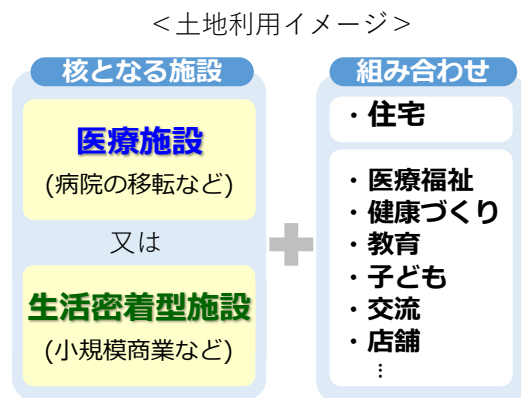 ＜土地利用イメージ＞
核となる施設
医療施設
(病院の移転など)
又は
生活密着型施設
(小規模商業など)
組み合わせ
・住宅
・医療福祉
・健康づくり
・教育
・子ども
・交流
・店舗
…